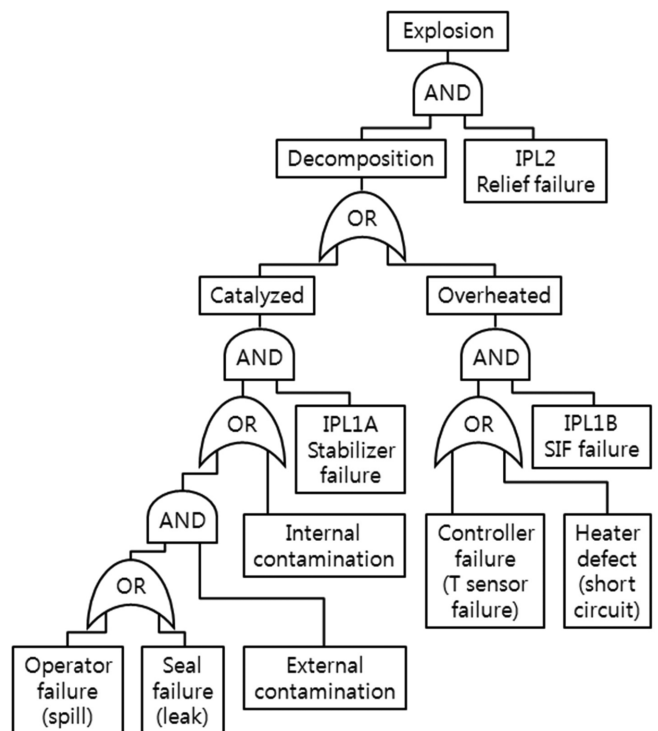 Explosion
AND
Decomposition
IPL2
Relief failure
OR
Catalyzed
Overheated
AND
AND
OR
IPL1A
Stabilizer
failure
OR
IPL1B
SIF failure
AND
Internal
contamination
Controller
failure
(T sensor
failure)
Heater
defect
(short
circuit)
OR
Operator
failure
(spill)
Seal
failure
(leak)
External
contamination